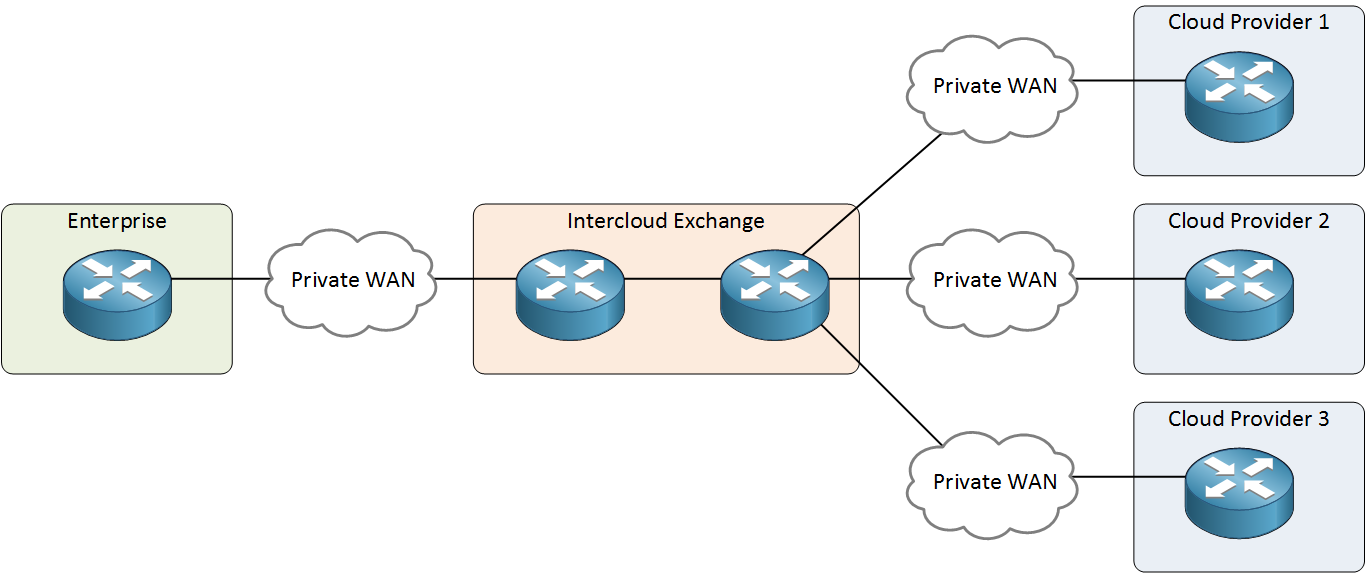 Cloud Provider 1
Private WAN
Enterprise
Private WAN
Intercloud Exchange
Private WAN
Cloud Provider 2
Private WAN
Cloud Provider 3